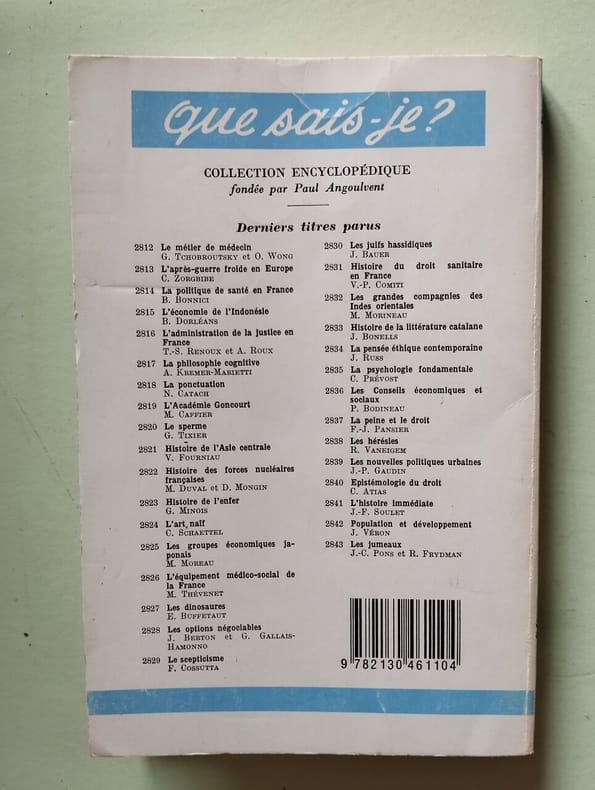 que sais-je?
COLLECTION ENCYCLOPÉDIQUE
fondée par Paul Angoulvent
Derniers titres parus
2812 Le métier de médecin
G. TCHOBROUTSKY et O. WONG
2813 L'après-guerre froide en Europe
C. ZORGBIBE
2814 La politique de santé en France
B. BONNICI
2815 L'économie de l'Indonésie
B. DORLÉANS
2816 L'administration de la justice en
France
T.-S. RENOUX et A. ROUX
2817 La philosophie cognitive
A. KREMER-MARIETTI
2818 La ponctuation
N. CATACH
2819 L'Académie Goncourt
M. CAFFIER
2820 Le sperme
G. TIXIER
2821 Histoire de l'Asie centrale
V. FOURNIAU
2822 Histoire des forces nucléaires
françaises
M. DUVAL et D. MONGIN
2823 Histoire de l'enfer
G. MINOIS
2824 L'art naïf
C. SCHAETTEL
2825 Les groupes économiques ja-
ponais
M. MOREAU
2826 L'équipement médico-social de
la France
M. THÉVENET
2827 Les dinosaures
E. BUFFETAUT
2828 Les options négociables
J. BERTON et G. GALLAIS-
HAMONNO
2829 Le scepticisme
F. COSSUTTA
2830 Les juifs hassidiques
J. BAUER
2831 Histoire du droit sanitaire
en France
V.-P. COMITI
2832 Les grandes compagnies des
Indes orientales
M. MORINEAU
2833 Histoire de la littérature catalane
J. BONELLS
2834 La pensée éthique contemporaine
J. RUSS
2835 La psychologie fondamentale
C. PRÉVOST
2836 Les Conseils économiques et
sociaux
P. BODINEAU
2837 La peine et le droit
F.-J. PANSIER
2838 Les hérésies
R. VANEIGEM
2839 Les nouvelles politiques urbaines
J.-P. GAUDIN
2840 Epistémologie du droit
C. ATIAS
2841 L'histoire immédiate
J.-F. SOULET
2842 Population et développement
J. VÉRON
2843 Les jumeaux
J.-C. PONS et R. FRYDMAN
9 782130 461104